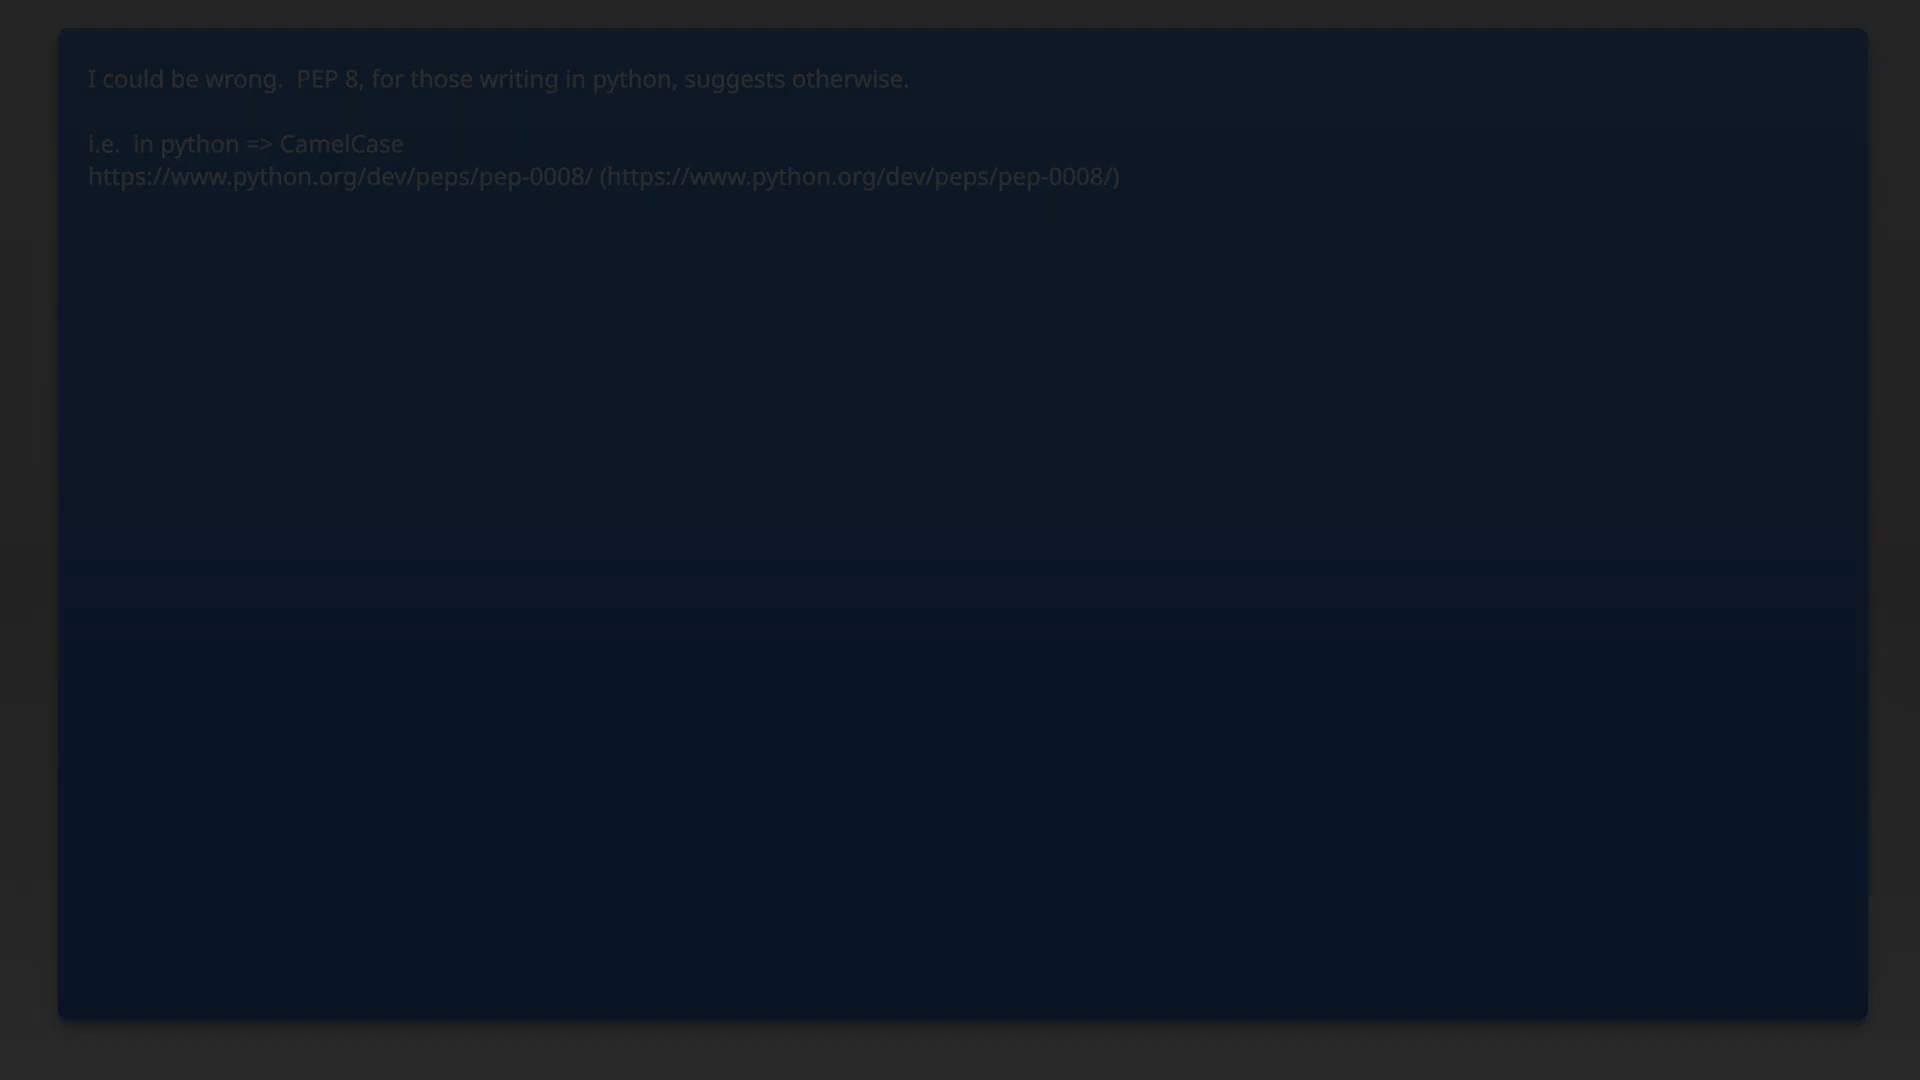 I could be wrong.  PEP 8, for those writing in python, suggests otherwise.
i.e.  in python => CamelCase
https://www.python.org/dev/peps/pep-0008/ (https://www.python.org/dev/peps/pep-0008/)